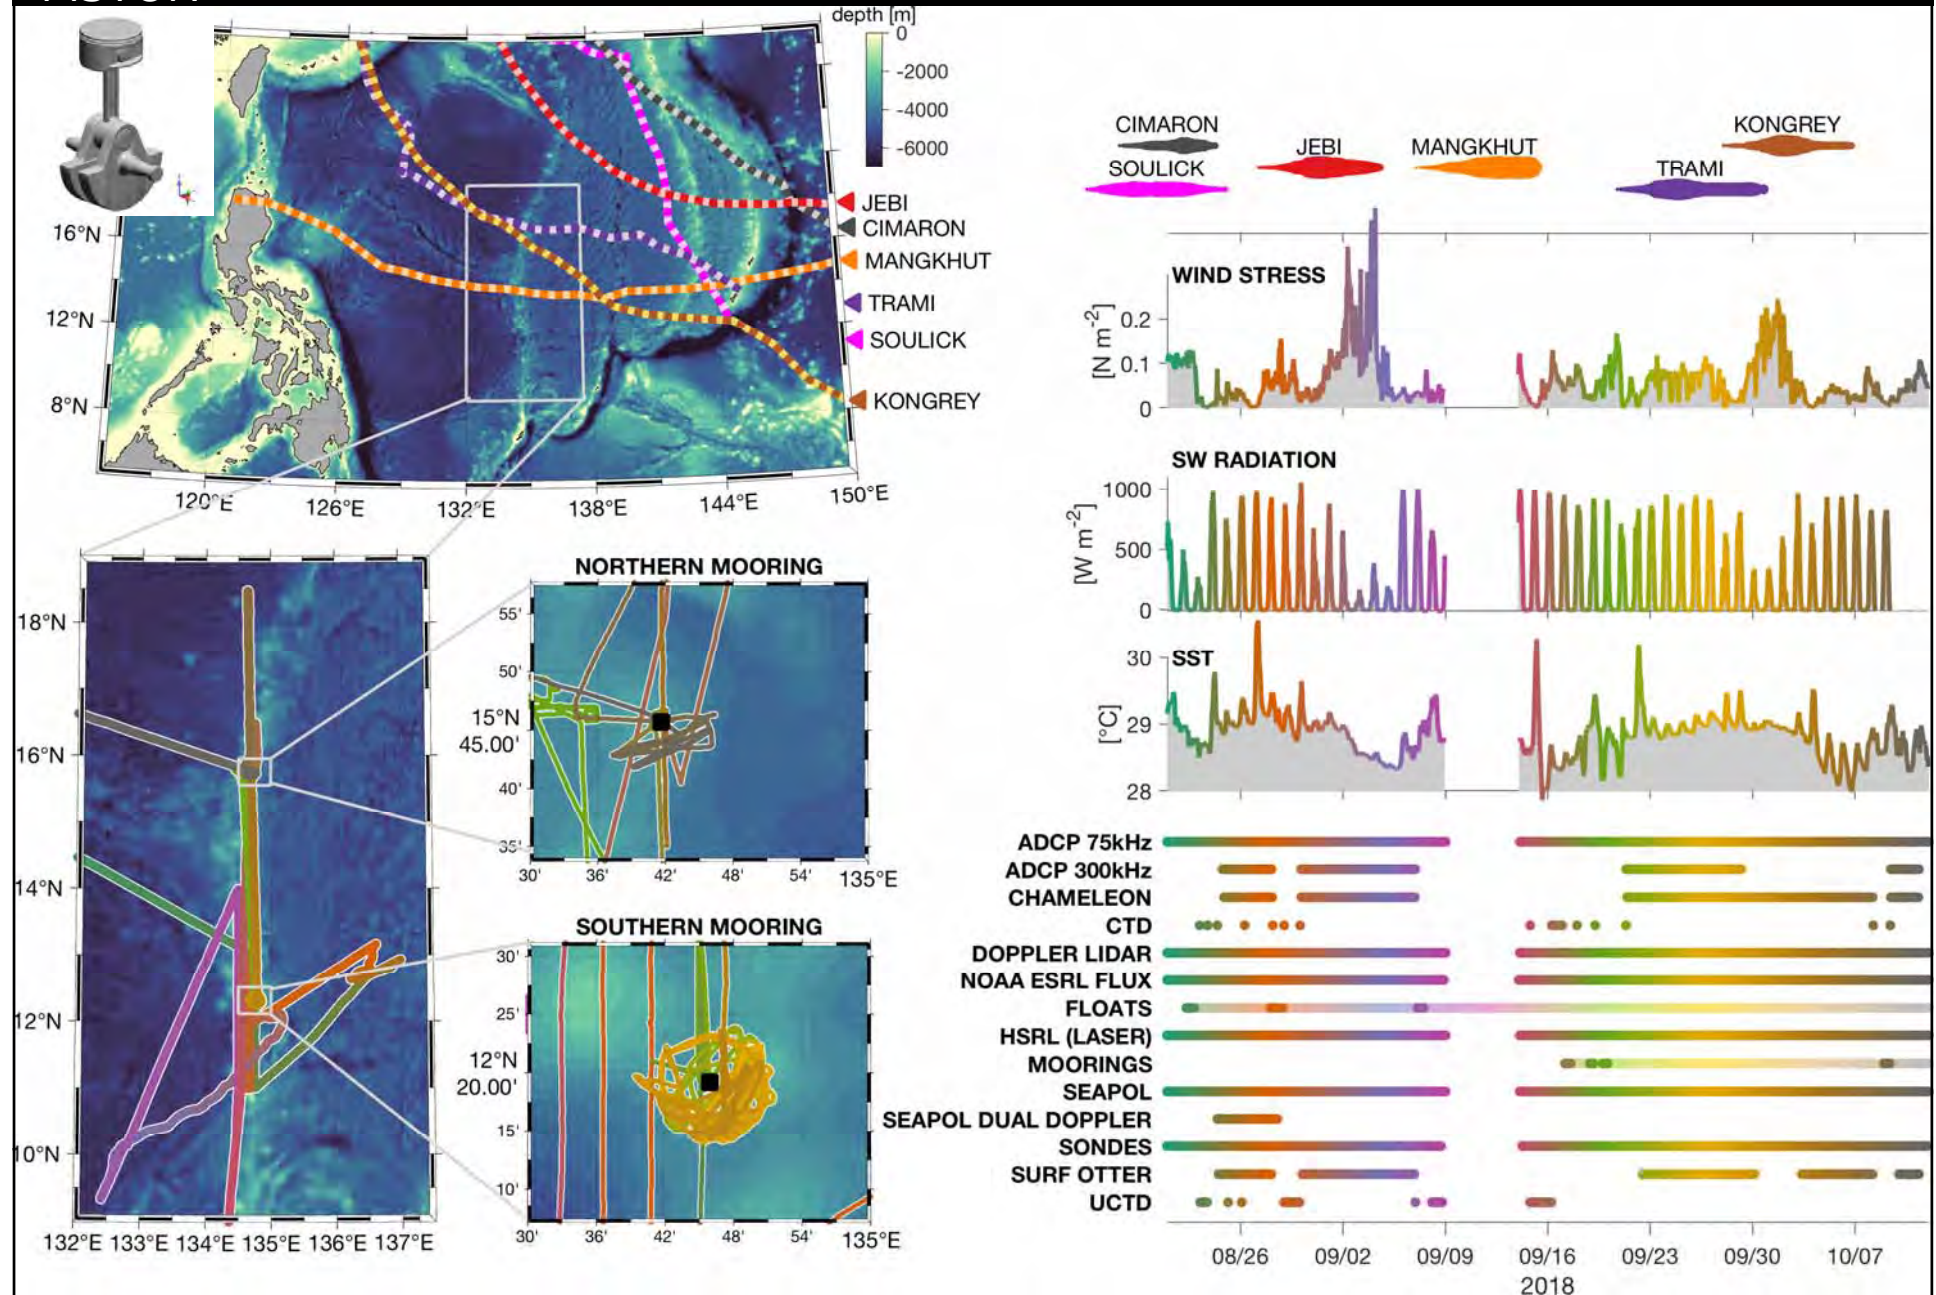 depth [m]
0
-2000
-4000
-6000
JEBI
CIMARON
MANGKHUT
TRAMI
SOULICK
KONGREY
16°N
12°N
8°N
120°E
126°E
132°E
138°E
144°E
150°E
18°N
16°N
14°N
12°N
10°N
132°E 133°E 134°E 135°E 136°E 137°E
NORTHERN MOORING
55'
50'
15°N
45.00'
40'
35'
30'
36'
42'
48'
54'
135°E
SOUTHERN MOORING
30'
25'
12°N
20.00'
15'
10'
30'
36'
42'
48'
54'
135°E
CIMARON
SOULICK
JEBI
MANGKHUT
TRAMI
KONGREY
WIND STRESS
[N m-2]
0.2
0.1
0
SW RADIATION
[W m-2]
1000
500
0
SST
[°C]
30
29
28
ADCP 75kHz
ADCP 300kHz
CHAMELEON
CTD
DOPPLER LIDAR
NOAA ESRL FLUX
FLOATS
HSRL (LASER)
MOORINGS
SEAPOL
SEAPOL DUAL DOPPLER
SONDES
SURF OTTER
UCTD
08/26
09/02
09/09
09/16
09/23
09/30
10/07
2018